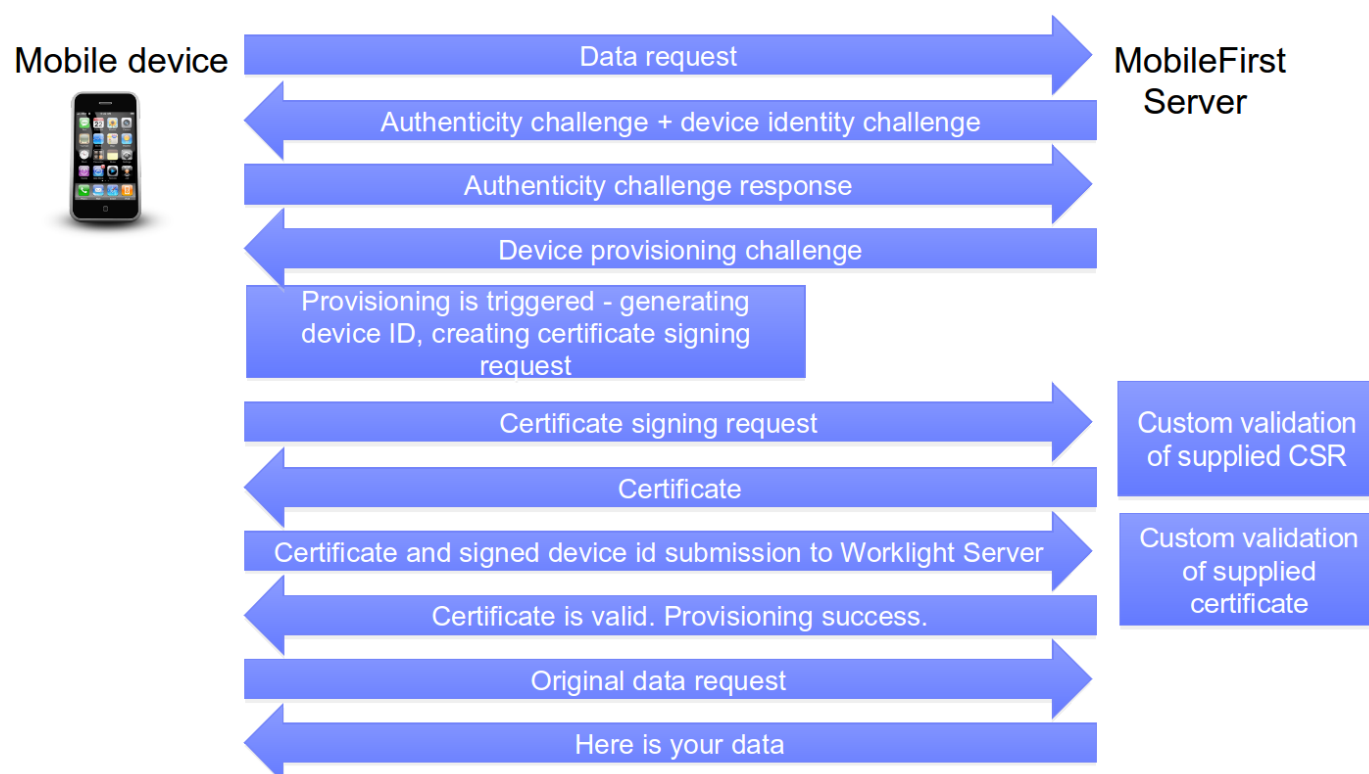 Mobile device
MobileFirst
Server
Data request
Authenticity challenge + device identity challenge
Authenticity challenge response
Device provisioning challenge
Provisioning is triggered - generating
device ID, creating certificate signing
request
Certificate signing request
Custom validation
of supplied CSR
Certificate
Certificate and signed device id submission to Worklight Server
Custom validation
of supplied
certificate
Certificate is valid. Provisioning success.
Original data request
Here is your data